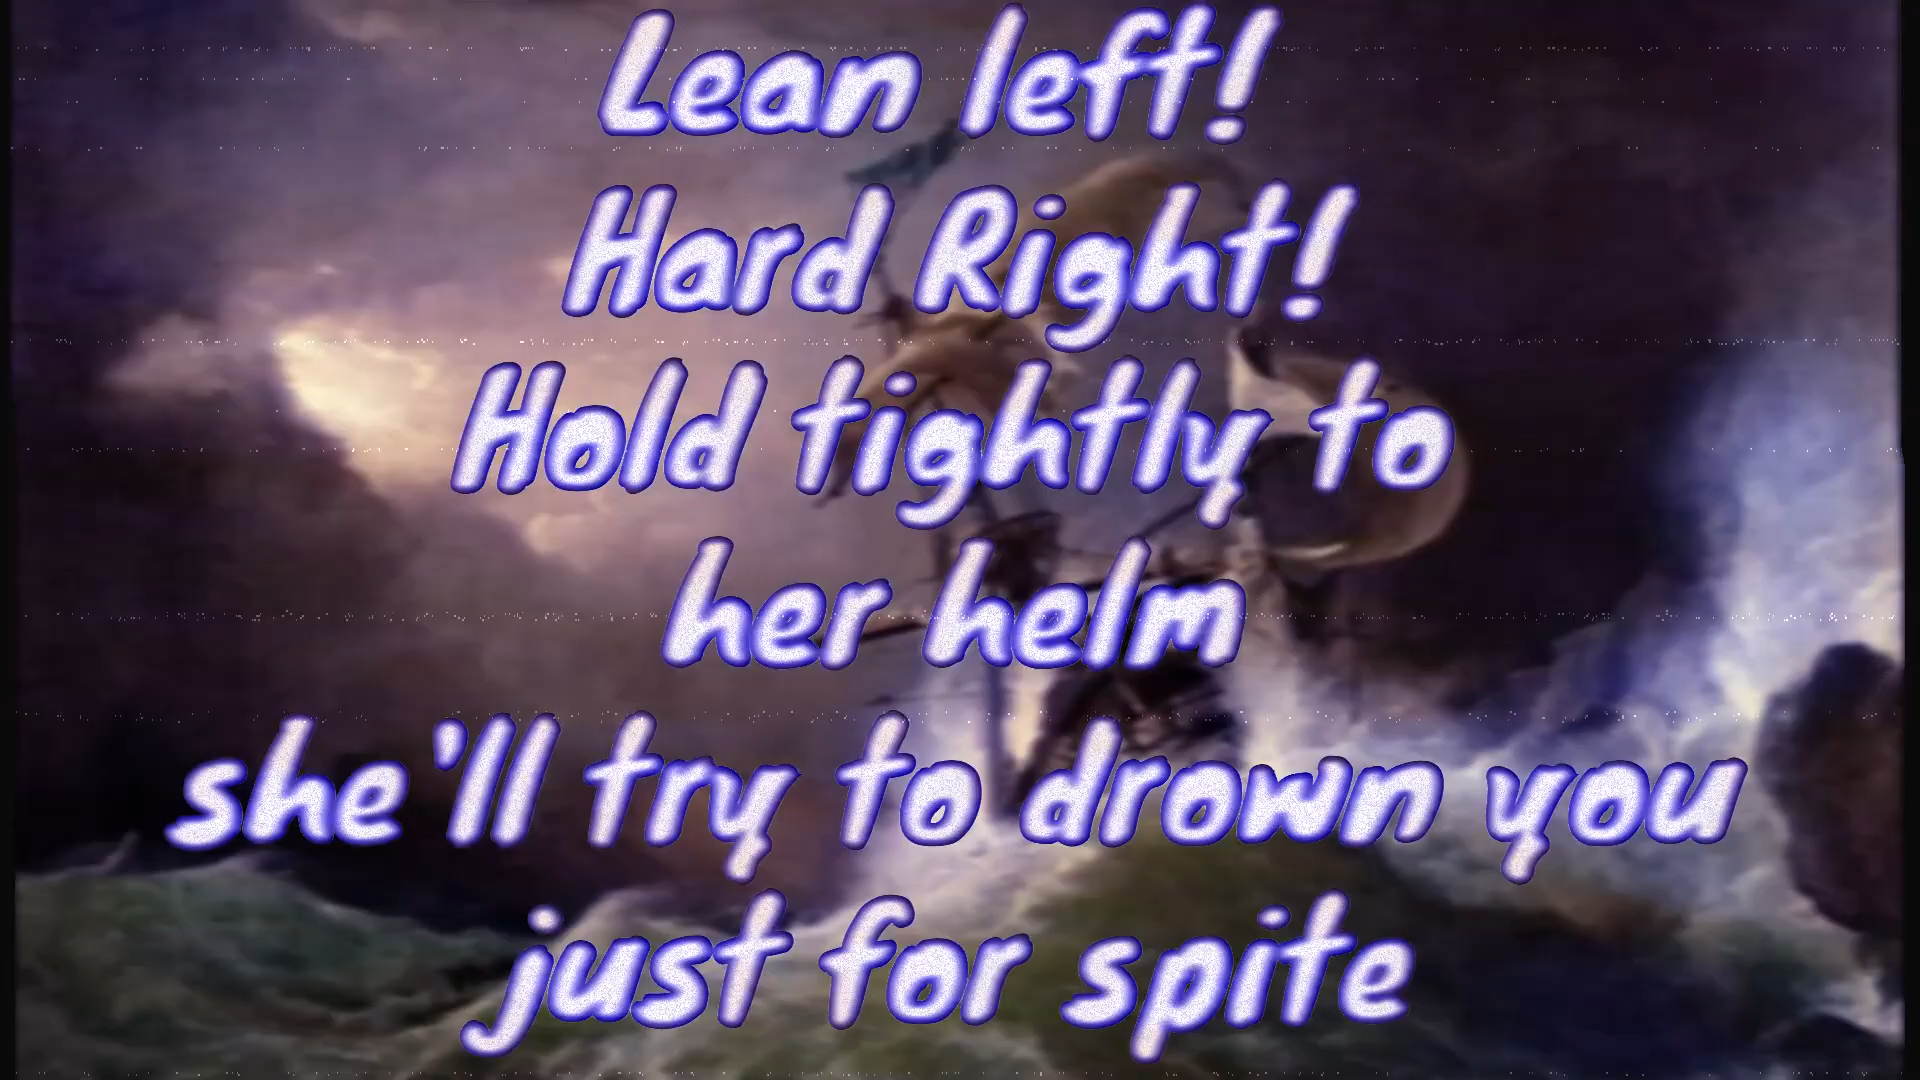 Lean left!
Hard Right!
Hold tightly to
her helm
she'll try to drown you
just for spite